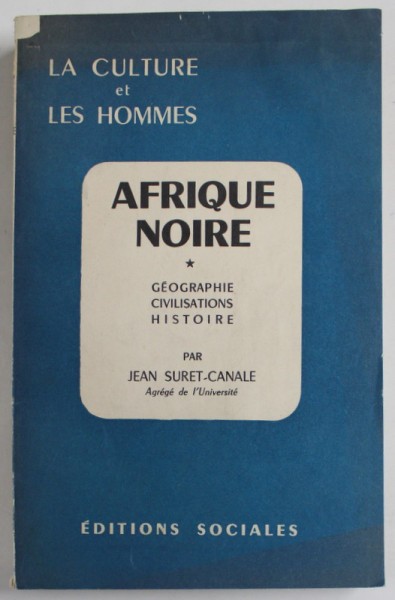 LA CULTURE
et
LES HOMMES
AFRIQUE
NOIRE
★
GÉOGRAPHIE
CIVILISATIONS
HISTOIRE
PAR
JEAN SURET-CANALE
Agrégé de l'Université
ÉDITIONS SOCIALES